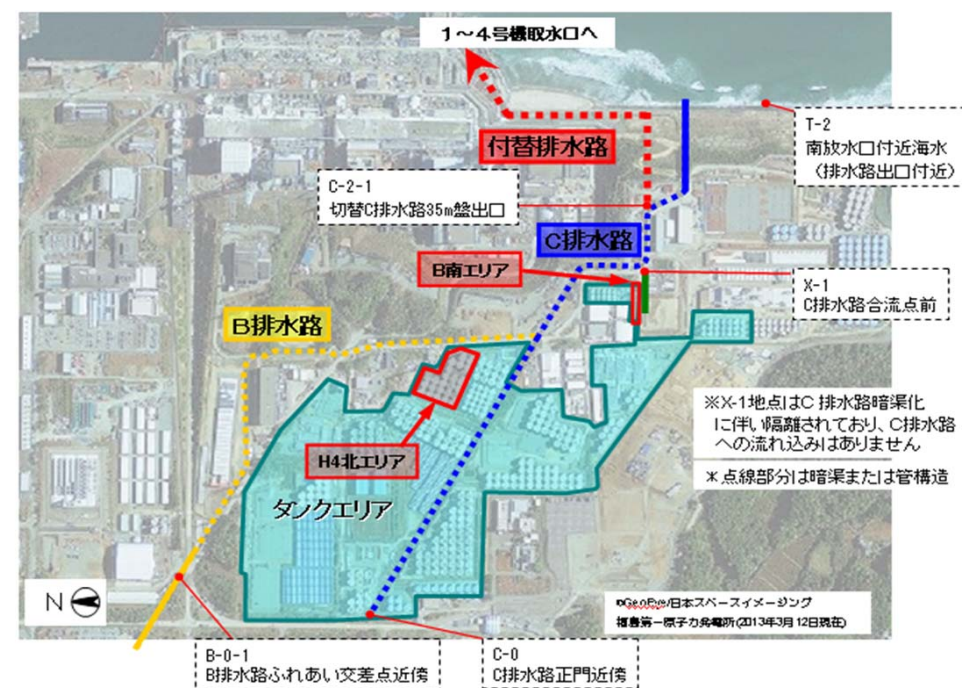 1～4号機取水口へ
付替排水路
T-2
南放水口付近海水
(排水路出口付近)
C-2-1
切替C排水路35m盤出口
C排水路
B南エリア
X-1
C排水路合流点前
B排水路
※X-1地点はC排水路暗渠化
に伴い隔離されており、C排水路
への流れ込みはありません
＊点線部分は暗渠または管構造
H4北エリア
タンクエリア
N
©GeoEye/日本スペースイメージング
福島第一原子力発電所(2013年3月12日現在)
B-0-1
B排水路ふれあい交差点近傍
C-0
C排水路正門近傍